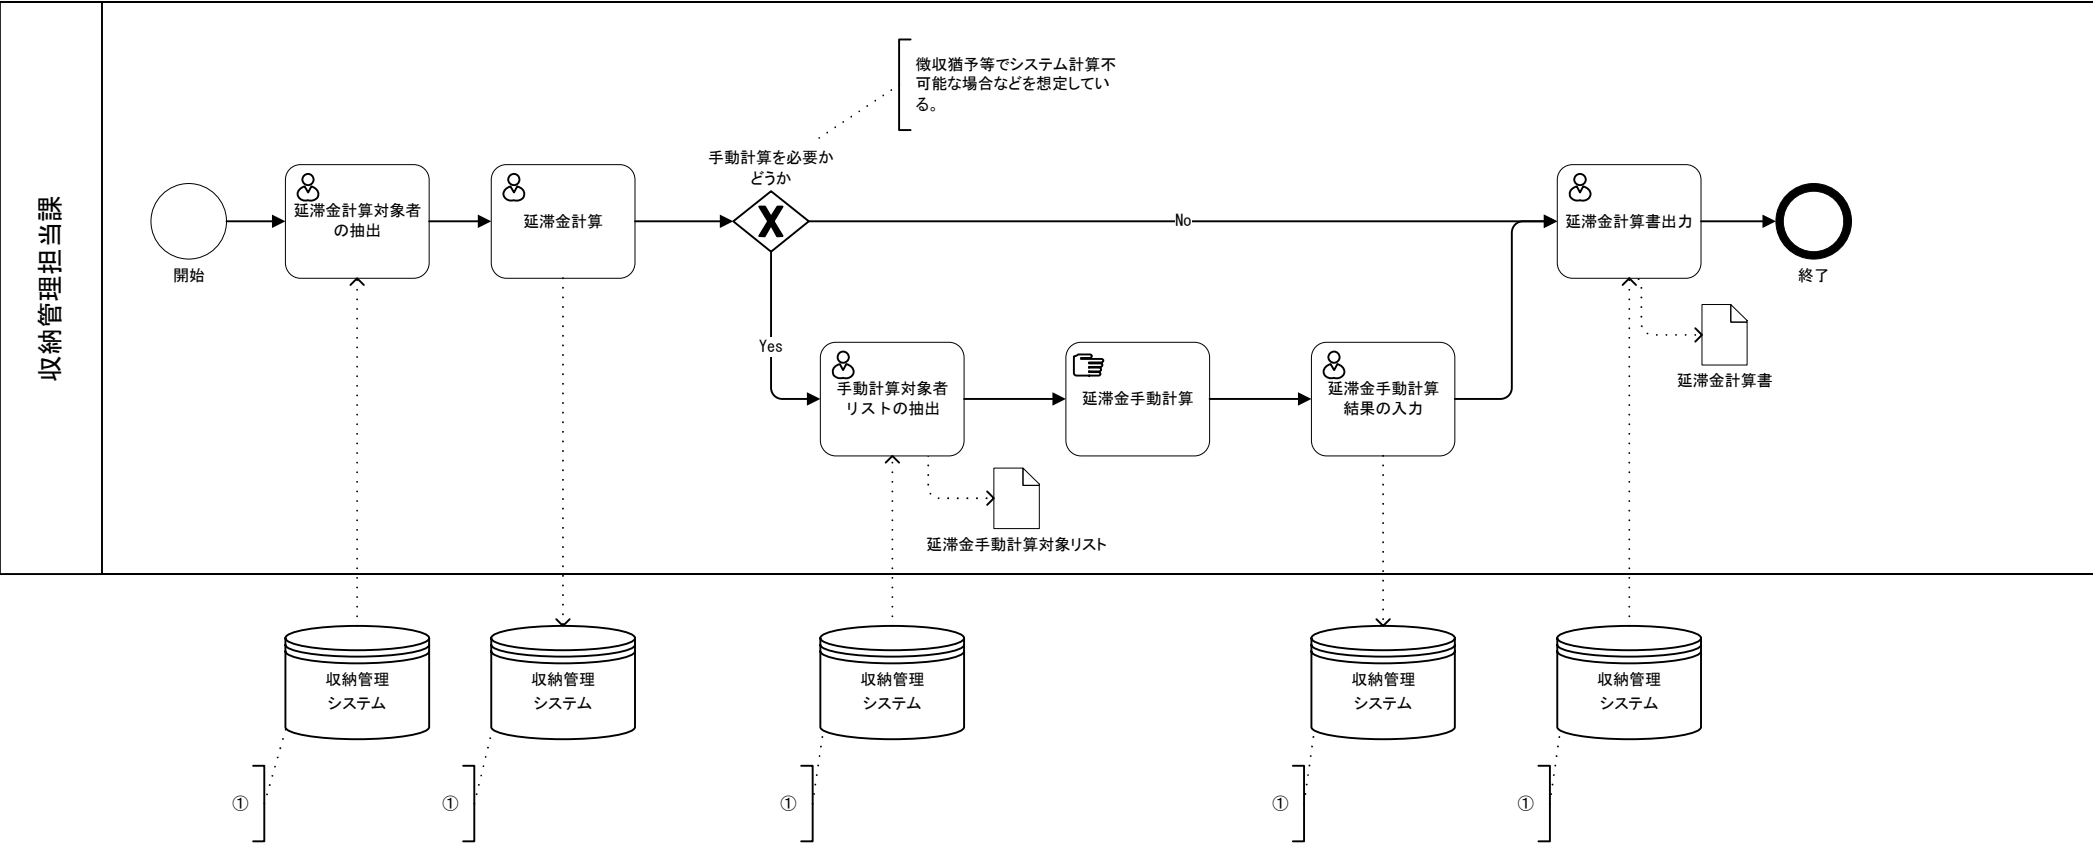 収納管理担当課
徴収猶予等でシステム計算不
可能な場合などを想定してい
る。
手動計算を必要か
どうか
開始
延滞金計算対象者
の抽出
延滞金計算
No
延滞金計算書出力
終了
延滞金計算書
Yes
手動計算対象者
リストの抽出
延滞金手動計算
延滞金手動計算
結果の入力
延滞金手動計算対象リスト
収納管理
システム
収納管理
システム
収納管理
システム
収納管理
システム
収納管理
システム
①
①
①
①
①